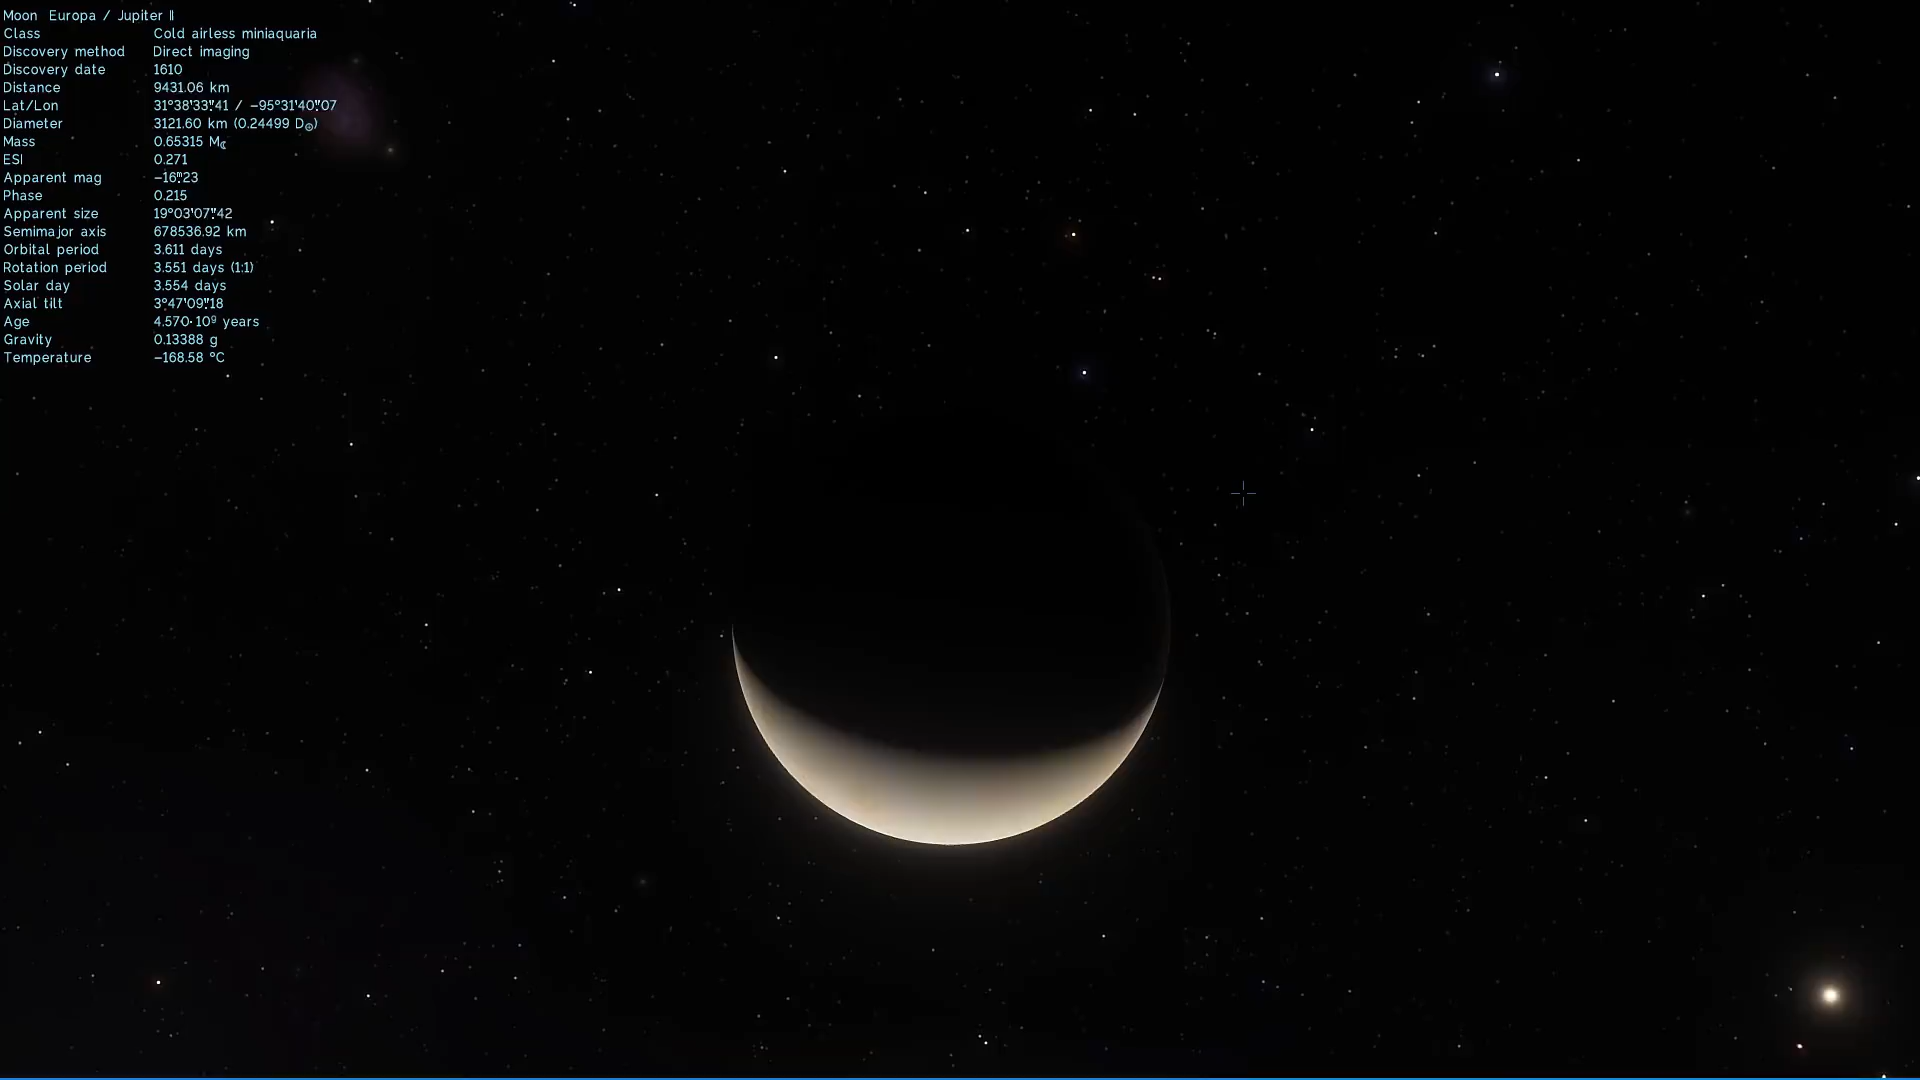 Moon Europa / Jupiter II
Class Cold airless miniaquaria
Discovery method Direct imaging
Discovery date 1610
Distance 9431.06 km
Lat/Lon 31°38'33"41 / −95°31'40"07
Diameter 3121.60 km (0.24499 D⊕)
Mass 0.65315 M☾
ESI 0.271
Apparent mag −16ᵐ23
Phase 0.215
Apparent size 19°03'07"42
Semimajor axis 678536.92 km
Orbital period 3.611 days
Rotation period 3.551 days (1:1)
Solar day 3.554 days
Axial tilt 3°47'09"18
Age 4.570·10⁹ years
Gravity 0.13388 g
Temperature −168.58 °C